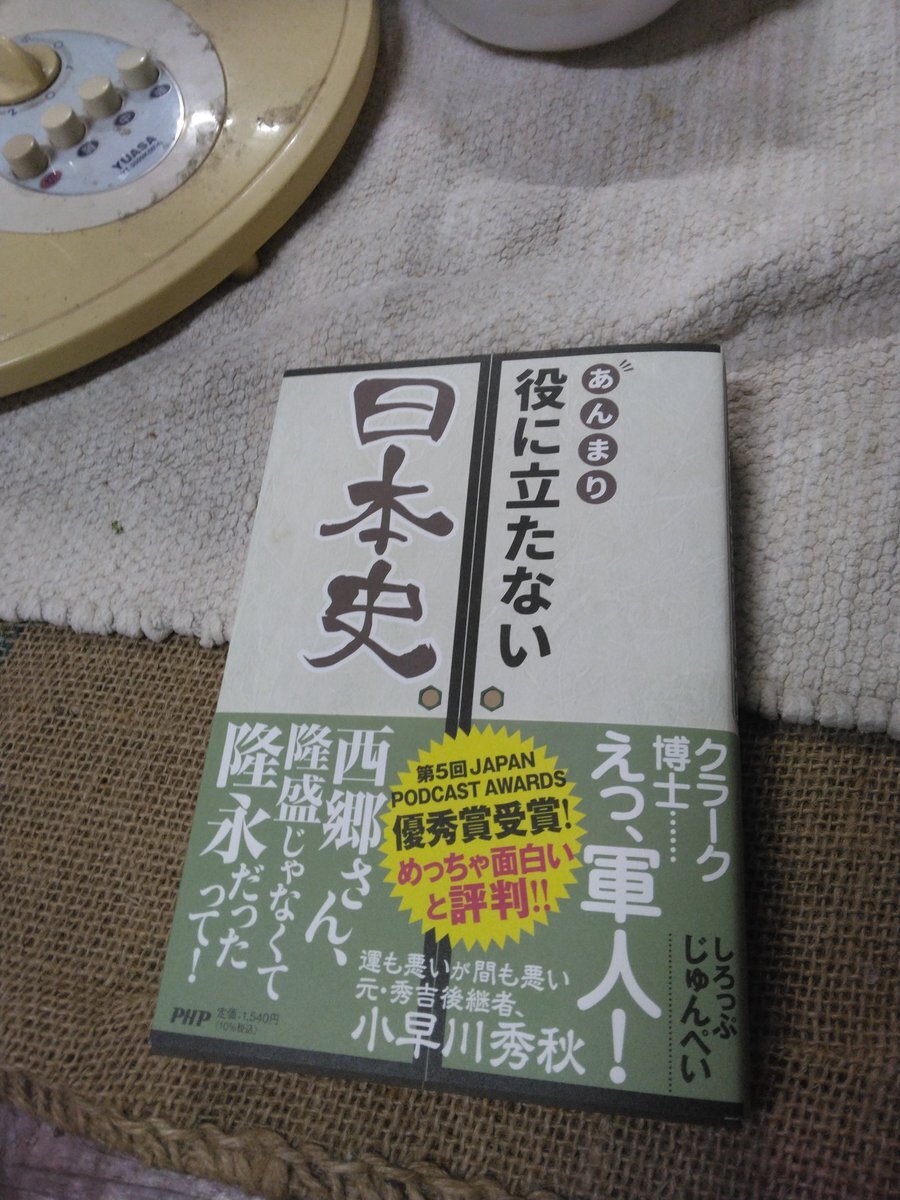 YUASA
あんまり
役に立たない
日本史
クラーク
博士……
えっ、軍人!
しろっぷ
じゅんぺい
第5回 JAPAN
PODCAST AWARDS
優秀賞受賞!
めっちゃ面白い
と評判!!
西郷さん、
隆盛じゃなくて
隆永だった
って!
運も悪いが間も悪い
元・秀吉後継者、
小早川秀秋
PHP
定価:1,540円
(10%税込)